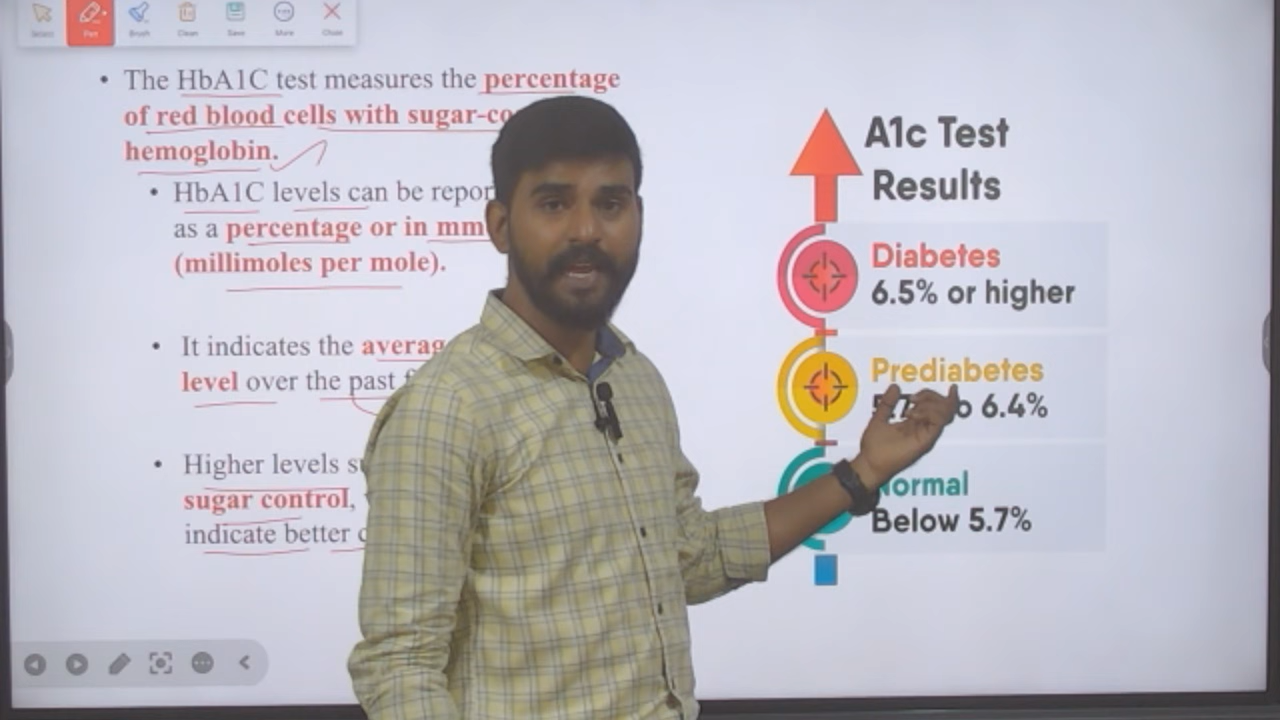 Select Pen Brush Clean Save More Close
• The HbA1C test measures the percentage
of red blood cells with sugar-co
hemoglobin.
• HbA1C levels can be repor
as a percentage or in mm
(millimoles per mole).
• It indicates the averag
level over the past f
• Higher levels su
sugar control,
indicate better c
A1c Test
Results
Diabetes
6.5% or higher
Prediabetes
6.4%
Normal
Below 5.7%